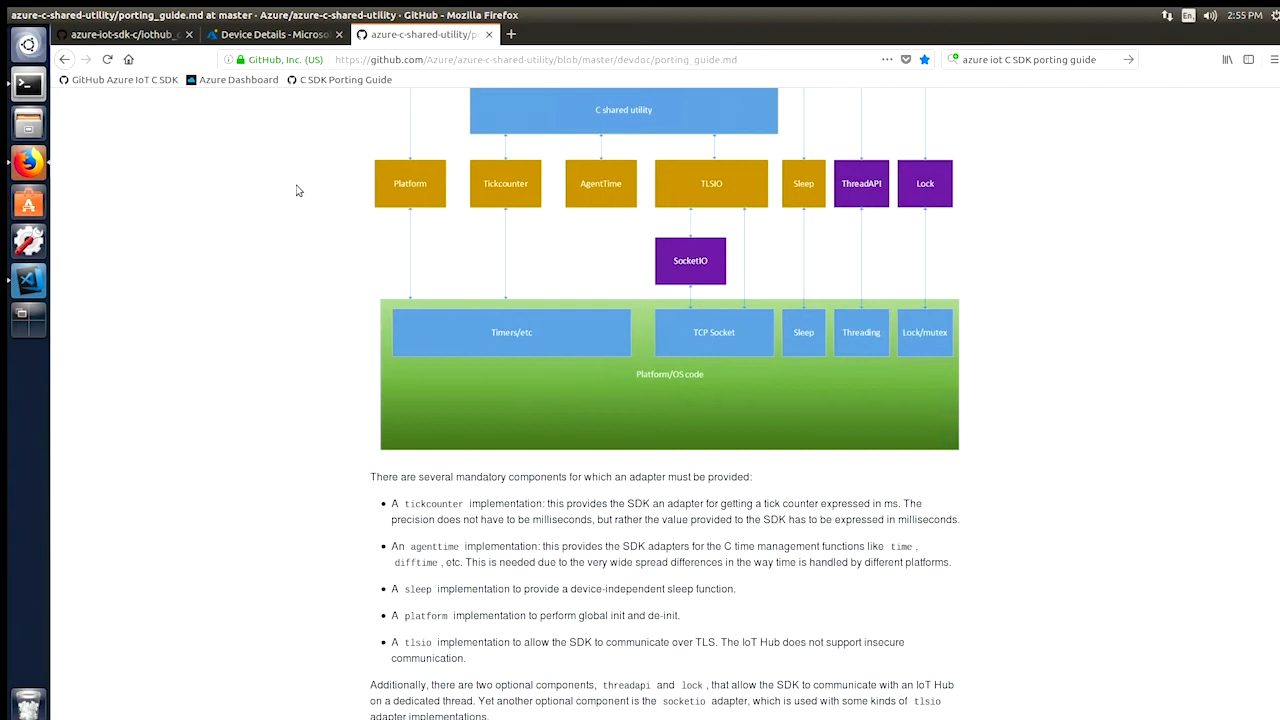 azure-c-shared-utility/porting_guide.md at master · Azure/azure-c-shared-utility · GitHub - Mozilla Firefox
En
2:55 PM
azure-iot-sdk-c/iothub_c
Device Details - Microsof
azure-c-shared-utility/po
GitHub, Inc. (US)
https://github.com/Azure/azure-c-shared-utility/blob/master/devdoc/porting_guide.md
azure iot C SDK porting guide
GitHub Azure IoT C SDK
Azure Dashboard
C SDK Porting Guide
C shared utility
Platform
Tickcounter
AgentTime
TLSIO
Sleep
ThreadAPI
Lock
SocketIO
Timers/etc
TCP Socket
Sleep
Threading
Lock/mutex
Platform/OS code
There are several mandatory components for which an adapter must be provided:
• A tickcounter implementation: this provides the SDK an adapter for getting a tick counter expressed in ms. The
precision does not have to be milliseconds, but rather the value provided to the SDK has to be expressed in milliseconds.
• An agenttime implementation: this provides the SDK adapters for the C time management functions like time ,
difftime , etc. This is needed due to the very wide spread differences in the way time is handled by different platforms.
• A sleep implementation to provide a device-independent sleep function.
• A platform implementation to perform global init and de-init.
• A tlsio implementation to allow the SDK to communicate over TLS. The IoT Hub does not support insecure
communication.
Additionally, there are two optional components, threadapi and lock , that allow the SDK to communicate with an IoT Hub
on a dedicated thread. Yet another optional component is the socketio adapter, which is used with some kinds of tlsio
adapter implementations.